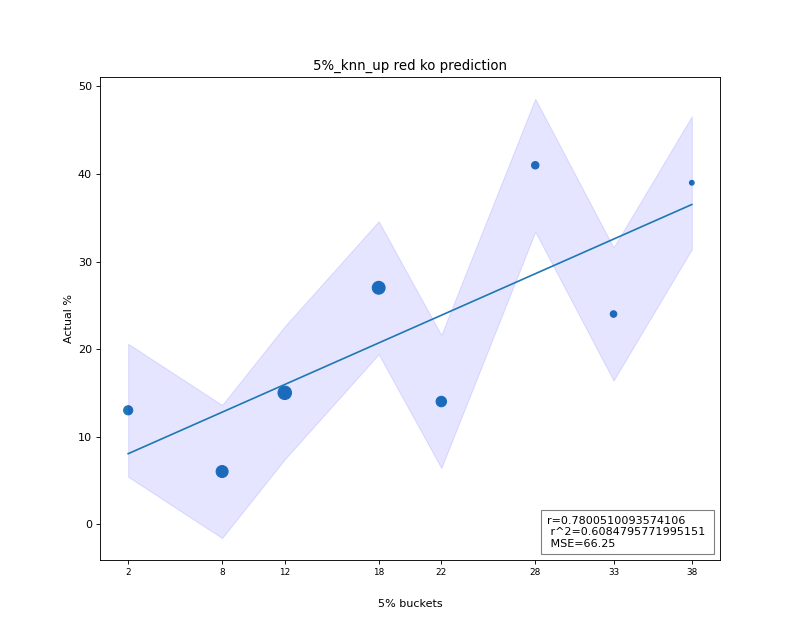 5%_knn_up red ko prediction
50
40
30
20
10
0
Actual %
2 8 12 18 22 28 33 38
5% buckets
r=0.7800510093574106
r^2=0.6084795771995151
MSE=66.25